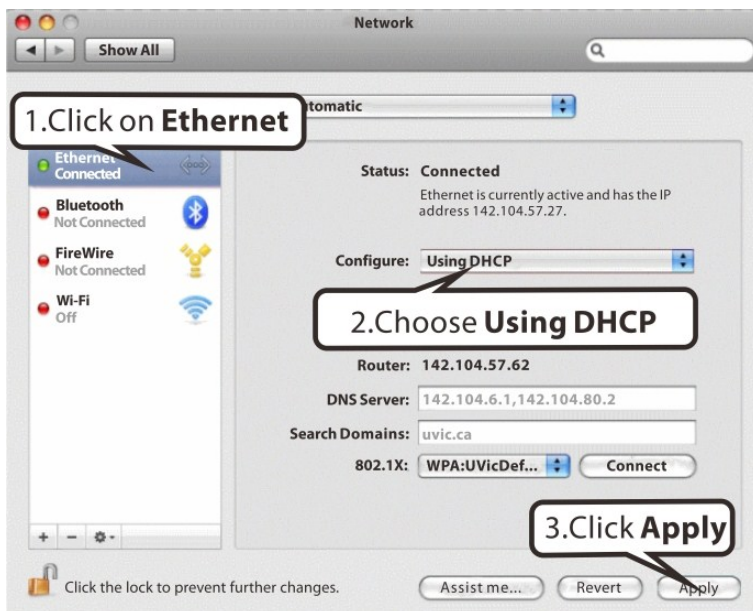 Network
Show All
tomatic
1.Click on Ethernet
Ethernet
Connected
Bluetooth
Not Connected
FireWire
Not Connected
Wi-Fi
Off
Status: Connected
Ethernet is currently active and has the IP
address 142.104.57.27.
Configure: Using DHCP
2.Choose Using DHCP
Router: 142.104.57.62
DNS Server: 142.104.6.1,142.104.80.2
Search Domains: uvic.ca
802.1X: WPA:UVicDef... Connect
3.Click Apply
Click the lock to prevent further changes.
Assist me... Revert Apply